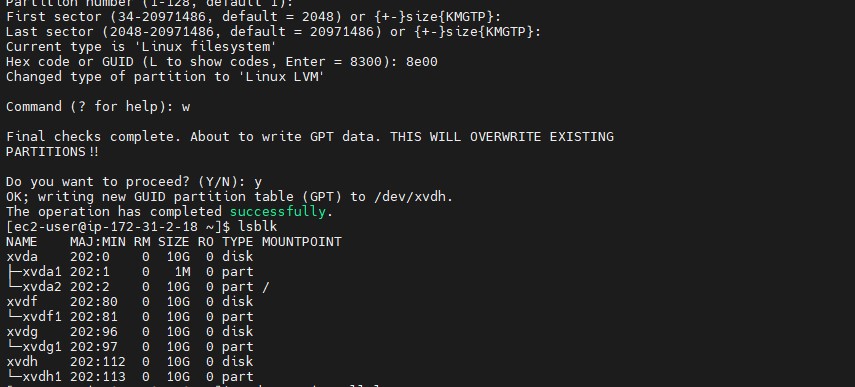 Partition number (1-128, default 1):
First sector (34-20971486, default = 2048) or {+-}size{KMGTP}:
Last sector (2048-20971486, default = 20971486) or {+-}size{KMGTP}:
Current type is 'Linux filesystem'
Hex code or GUID (L to show codes, Enter = 8300): 8e00
Changed type of partition to 'Linux LVM'
Command (? for help): w
Final checks complete. About to write GPT data. THIS WILL OVERWRITE EXISTING
PARTITIONS!!
Do you want to proceed? (Y/N): y
OK; writing new GUID partition table (GPT) to /dev/xvdh.
The operation has completed successfully.
[ec2-user@ip-172-31-2-18 ~]$ lsblk
NAME    MAJ:MIN RM SIZE RO TYPE MOUNTPOINT
xvda    202:0    0  10G  0 disk
├─xvda1 202:1    0   1M  0 part
└─xvda2 202:2    0  10G  0 part /
xvdf    202:80   0  10G  0 disk
└─xvdf1 202:81   0  10G  0 part
xvdg    202:96   0  10G  0 disk
└─xvdg1 202:97   0  10G  0 part
xvdh    202:112  0  10G  0 disk
└─xvdh1 202:113  0  10G  0 part